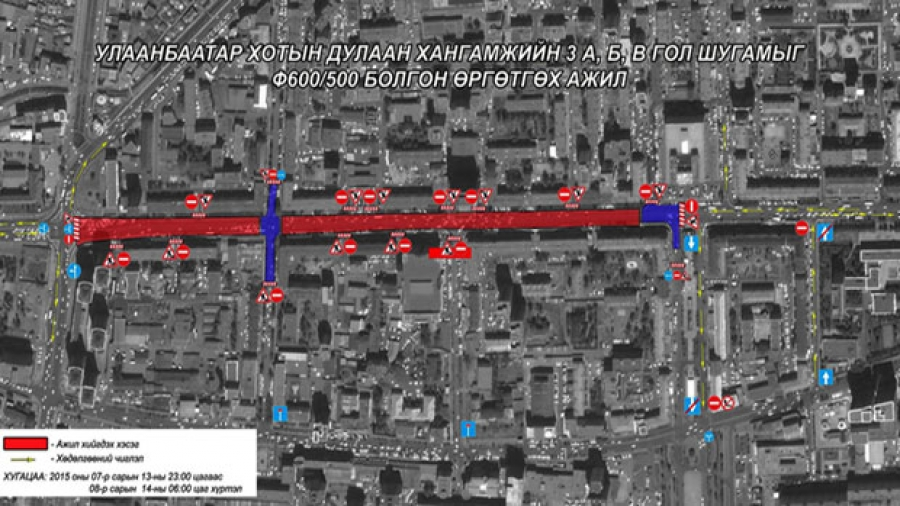 УЛААНБААТАР ХОТЫН ДУЛААН ХАНГАМЖИЙН 3 А, Б, В ГОЛ ШУГАМЫГ
Ф600/500 БОЛГОН ӨРГӨТГӨХ АЖИЛ
- Ажил хийгдэх хэсэг
- Хөдөлгөөний чиглэл
ХУГАЦАА: 2015 оны 07-р сарын 13-ны 23:00 цагаас
08-р сарын 14-ны 06:00 цаг хүртэл